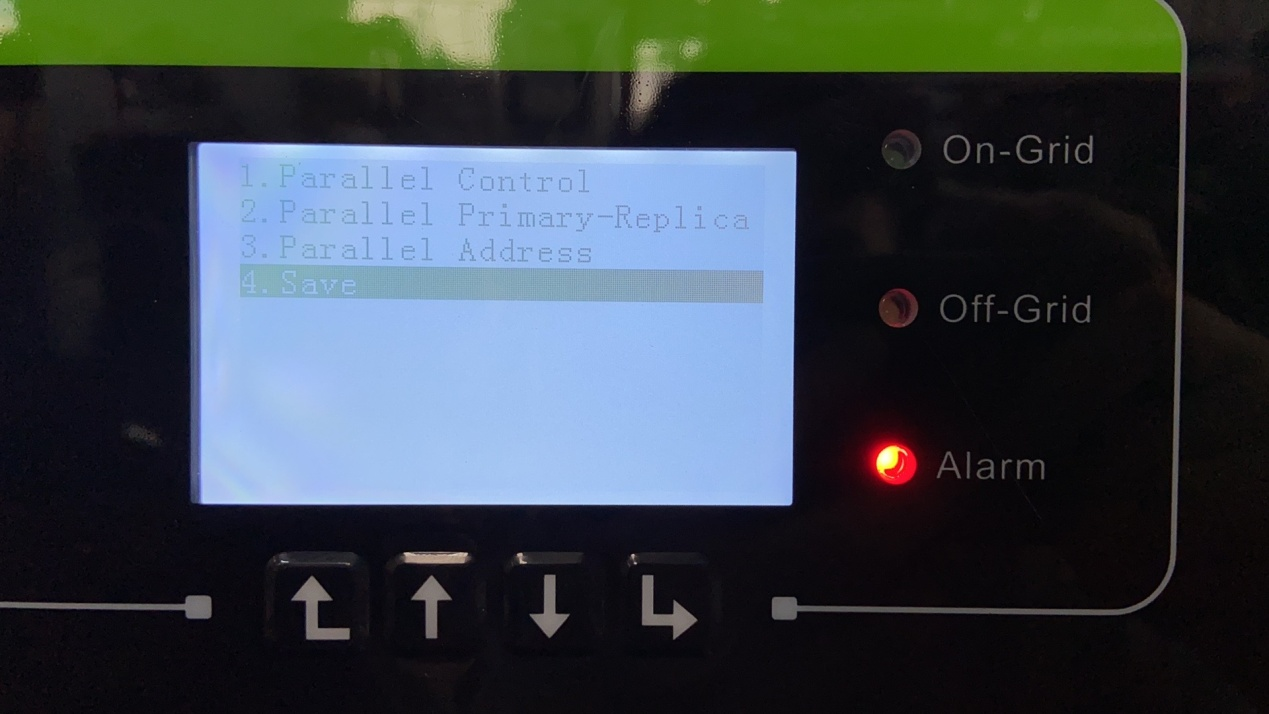 1.Parallel Control
2.Parallel Primary-Replica
3.Parallel Address
4.Save
On-Grid
Off-Grid
Alarm